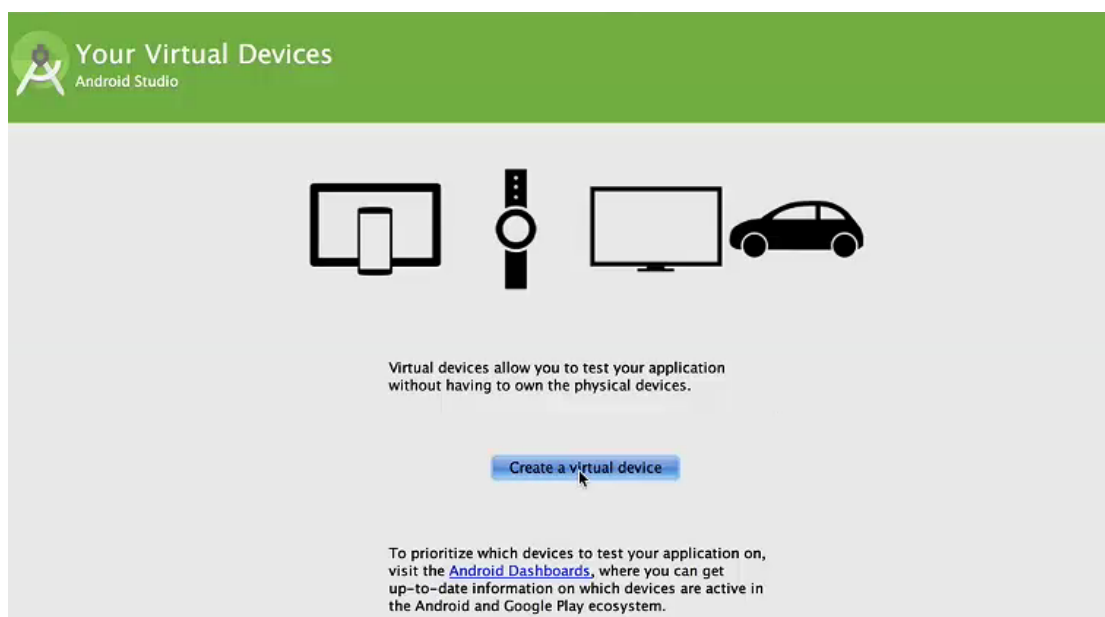 Your Virtual Devices
Android Studio
Virtual devices allow you to test your application
without having to own the physical devices.
Create a virtual device
To prioritize which devices to test your application on,
visit the Android Dashboards, where you can get
up-to-date information on which devices are active in
the Android and Google Play ecosystem.